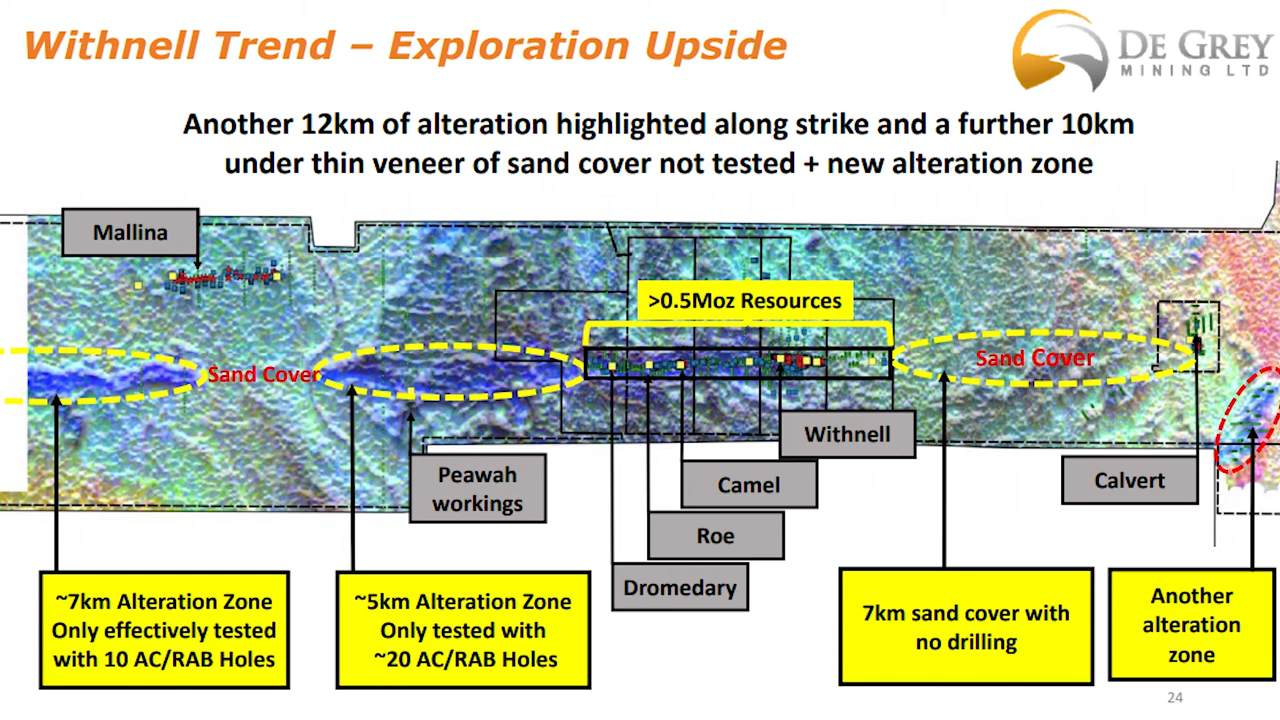 Withnell Trend – Exploration Upside
DE GREY
MINING LTD
Another 12km of alteration highlighted along strike and a further 10km
under thin veneer of sand cover not tested + new alteration zone
Mallina
>0.5Moz Resources
Sand Cover
Sand Cover
Withnell
Peawah
workings
Camel
Calvert
Roe
Dromedary
~7km Alteration Zone
Only effectively tested
with 10 AC/RAB Holes
~5km Alteration Zone
Only tested with
~20 AC/RAB Holes
7km sand cover with
no drilling
Another
alteration
zone
24